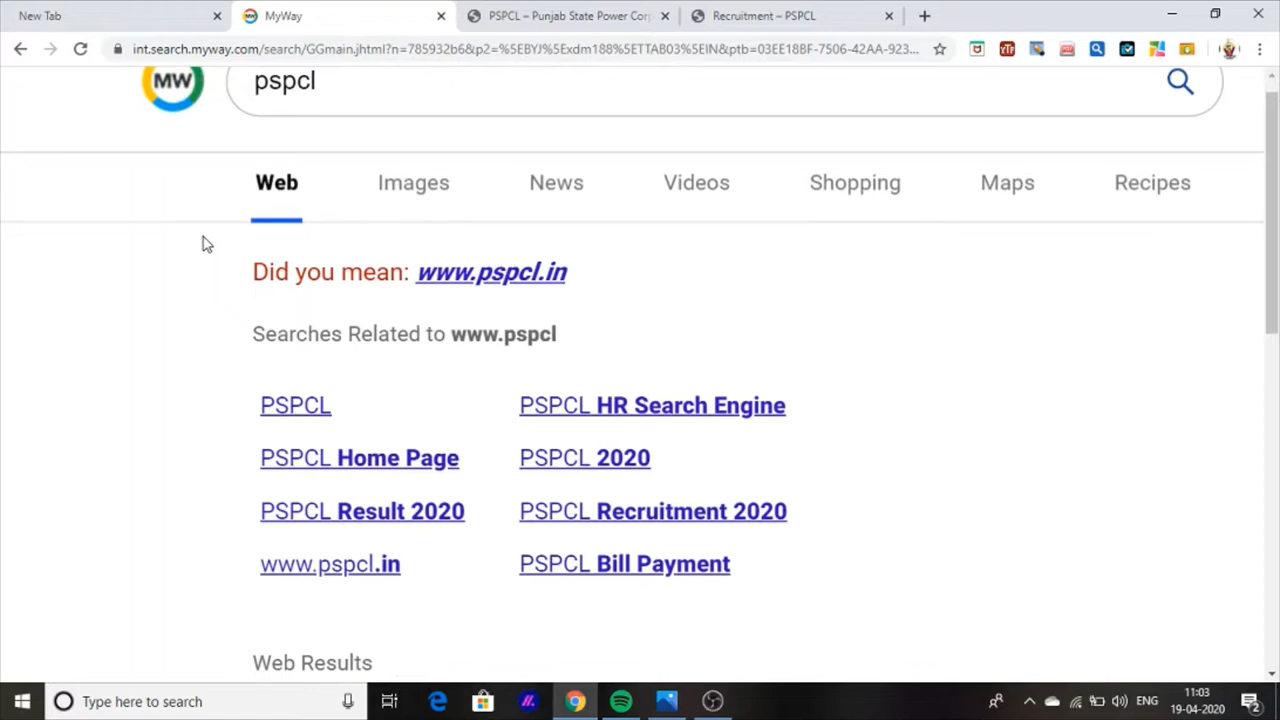 New Tab
MyWay
PSPCL – Punjab State Power Cor
Recruitment – PSPCL
int.search.myway.com/search/GGmain.jhtml?n=785932b6&p2=%5EBYJ%5Exdm188%5ETTAB03%5EIN&ptb=03EE18BF-7506-42AA-923...
MW
pspcl
Web Images News Videos Shopping Maps Recipes
Did you mean: www.pspcl.in
Searches Related to www.pspcl
PSPCL PSPCL HR Search Engine
PSPCL Home Page PSPCL 2020
PSPCL Result 2020 PSPCL Recruitment 2020
www.pspcl.in PSPCL Bill Payment
Web Results
Type here to search
ENG
11:03
19-04-2020
2